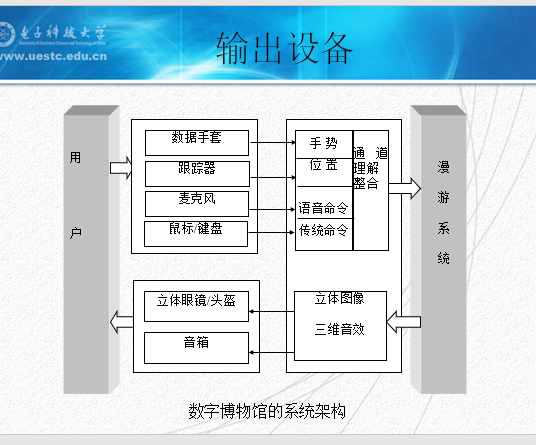 电子科技大学
University of Electronic Science and Technology of China
www.uestc.edu.cn
输出设备
用
户
数据手套
跟踪器
麦克风
鼠标/键盘
手势
位置
语音命令
传统命令
通道
理解
整合
漫
游
系
统
立体眼镜/头盔
音箱
立体图像
三维音效
数字博物馆的系统架构